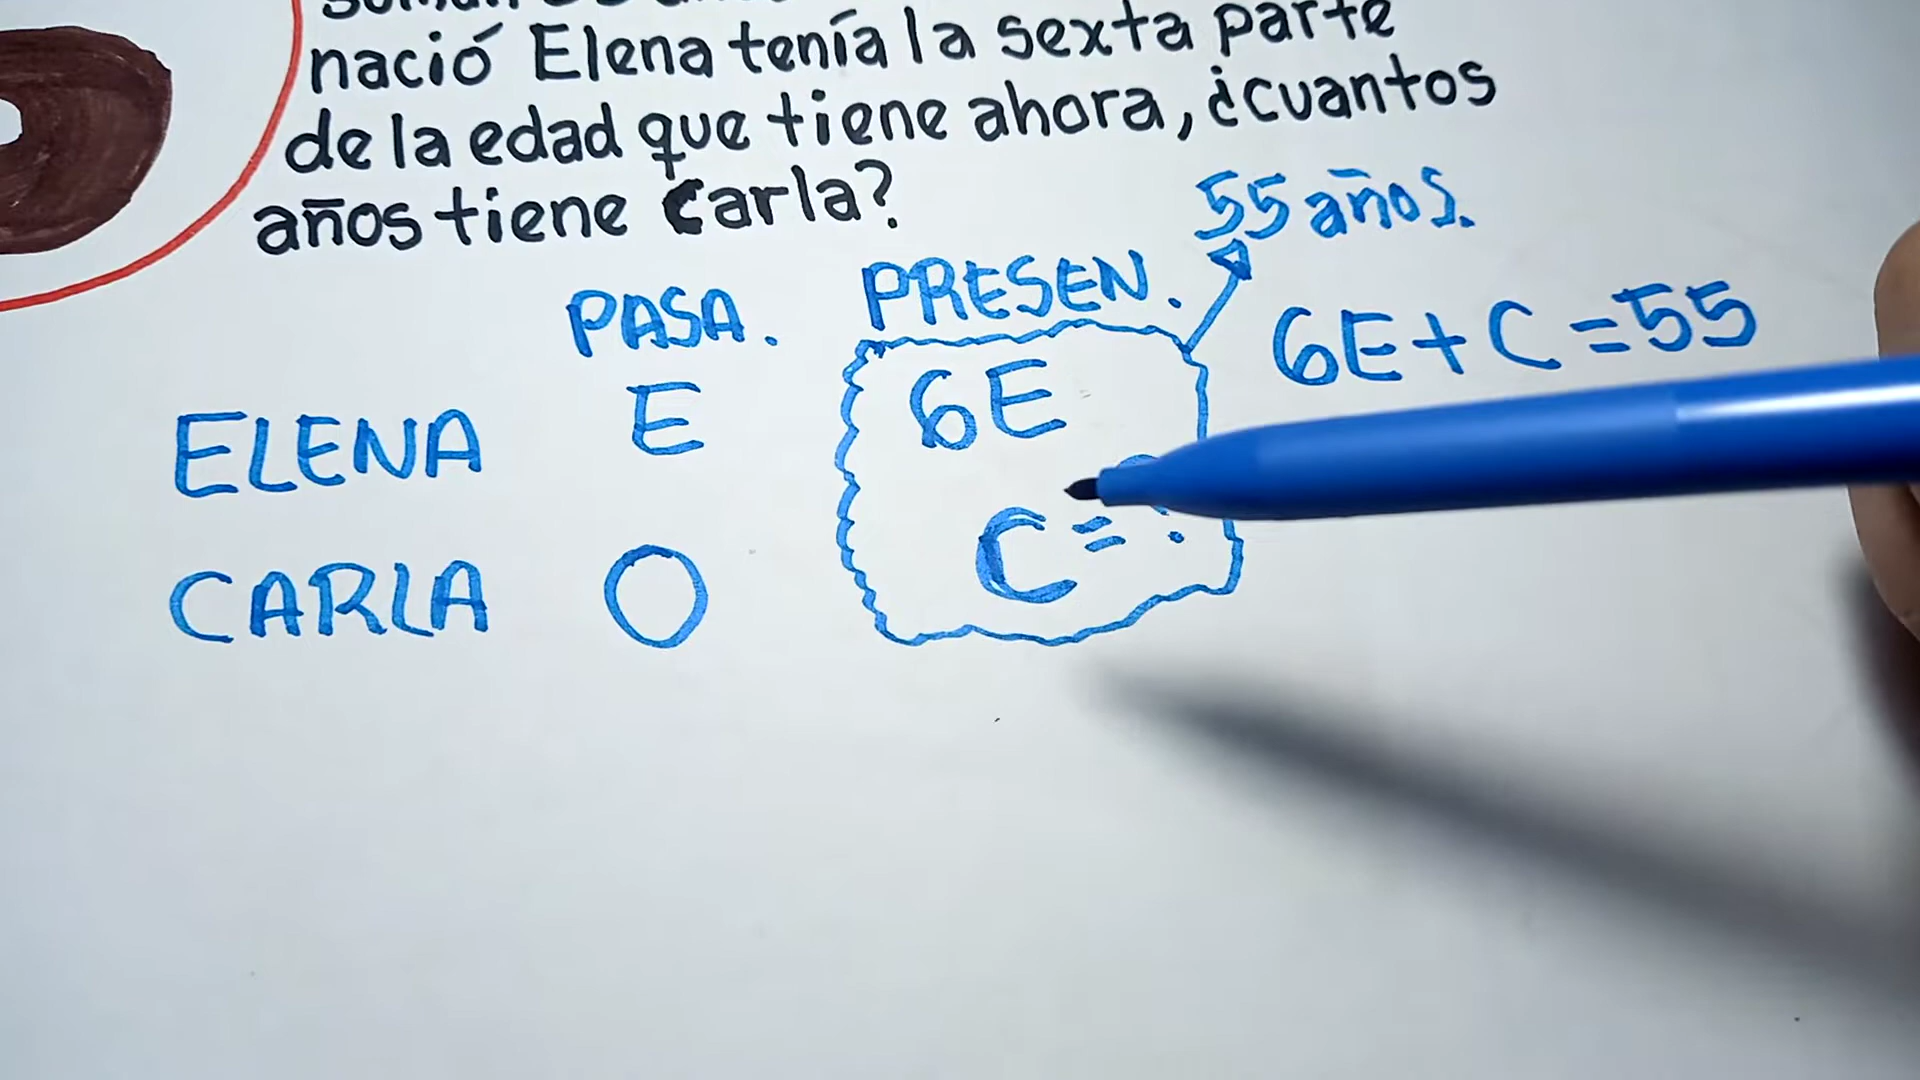 nació Elena tenía la sexta parte
de la edad que tiene ahora, ¿cuantos
años tiene Carla?
55 años.
PASA. PRESEN.
6E + C = 55
ELENA E 6E
CARLA O C = ?